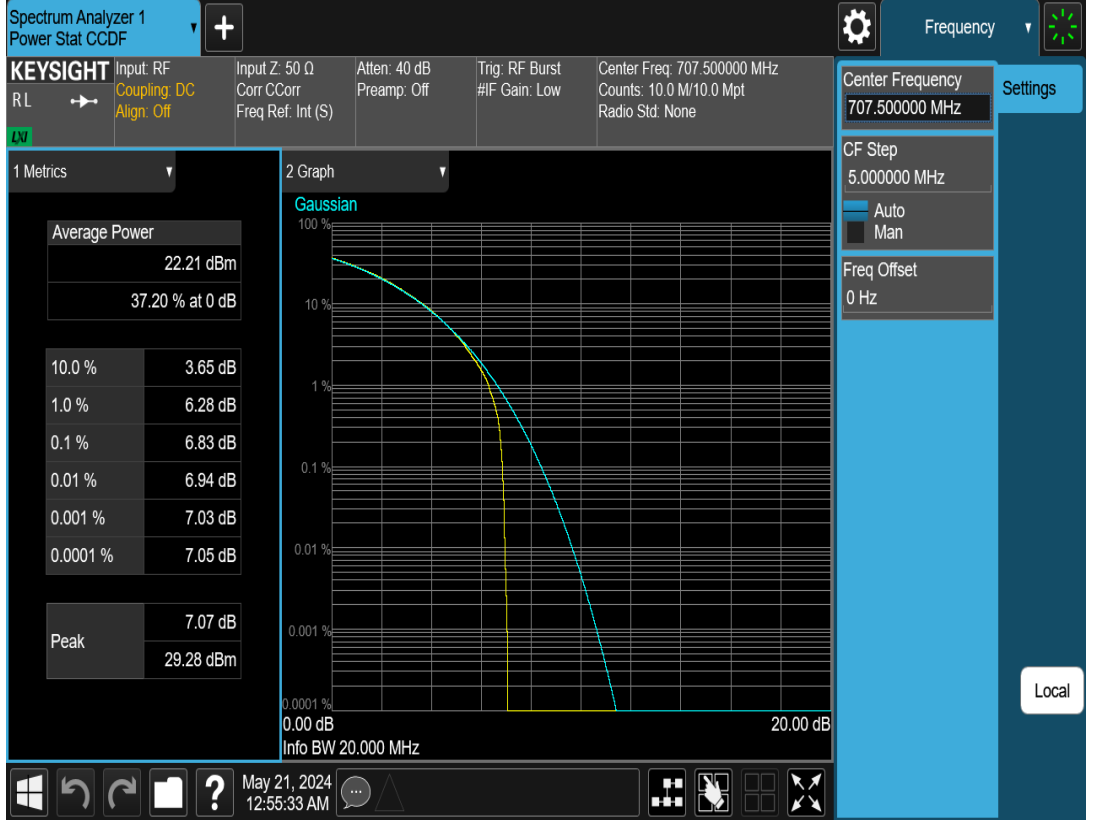 Spectrum Analyzer 1
Power Stat CCDF
+
Frequency
KEYSIGHT
R L
LXI
Input: RF
Coupling: DC
Align: Off
Input Z: 50 Ω
Corr CCorr
Freq Ref: Int (S)
Atten: 40 dB
Preamp: Off
Trig: RF Burst
#IF Gain: Low
Center Freq: 707.500000 MHz
Counts: 10.0 M/10.0 Mpt
Radio Std: None
Center Frequency
707.500000 MHz
Settings
CF Step
5.000000 MHz
Auto
Man
Freq Offset
0 Hz
1 Metrics
Average Power
22.21 dBm
37.20 % at 0 dB
10.0 % 3.65 dB
1.0 % 6.28 dB
0.1 % 6.83 dB
0.01 % 6.94 dB
0.001 % 7.03 dB
0.0001 % 7.05 dB
Peak 7.07 dB
29.28 dBm
2 Graph
Gaussian
100 %
10 %
1 %
0.1 %
0.01 %
0.001 %
0.0001 %
0.00 dB 20.00 dB
Info BW 20.000 MHz
Local
?
May 21, 2024
12:55:33 AM